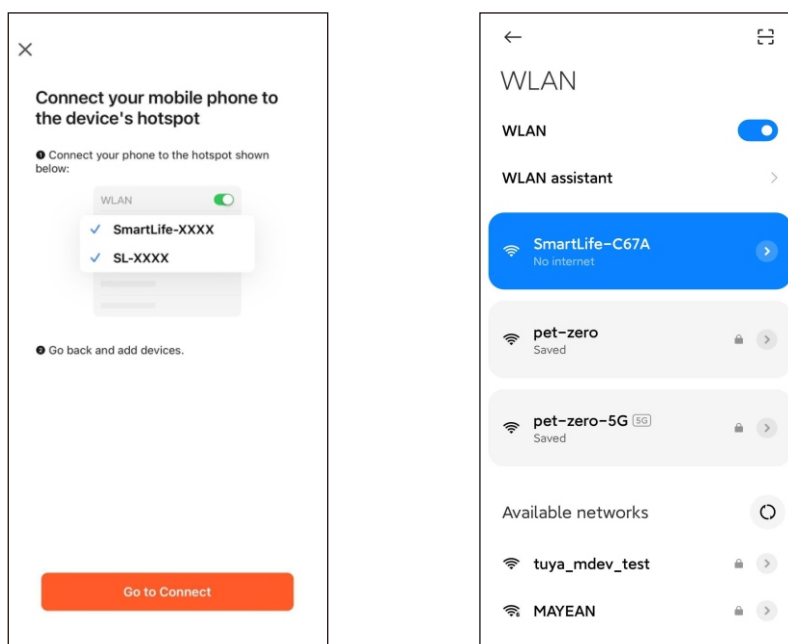 Connect your mobile phone to
the device's hotspot
❶ Connect your phone to the hotspot shown
below:
WLAN
SmartLife-XXXX
SL-XXXX
❷ Go back and add devices.
Go to Connect
WLAN
WLAN
WLAN assistant
SmartLife-C67A
No internet
pet-zero
Saved
pet-zero-5G 5G
Saved
Available networks
tuya_mdev_test
MAYEAN